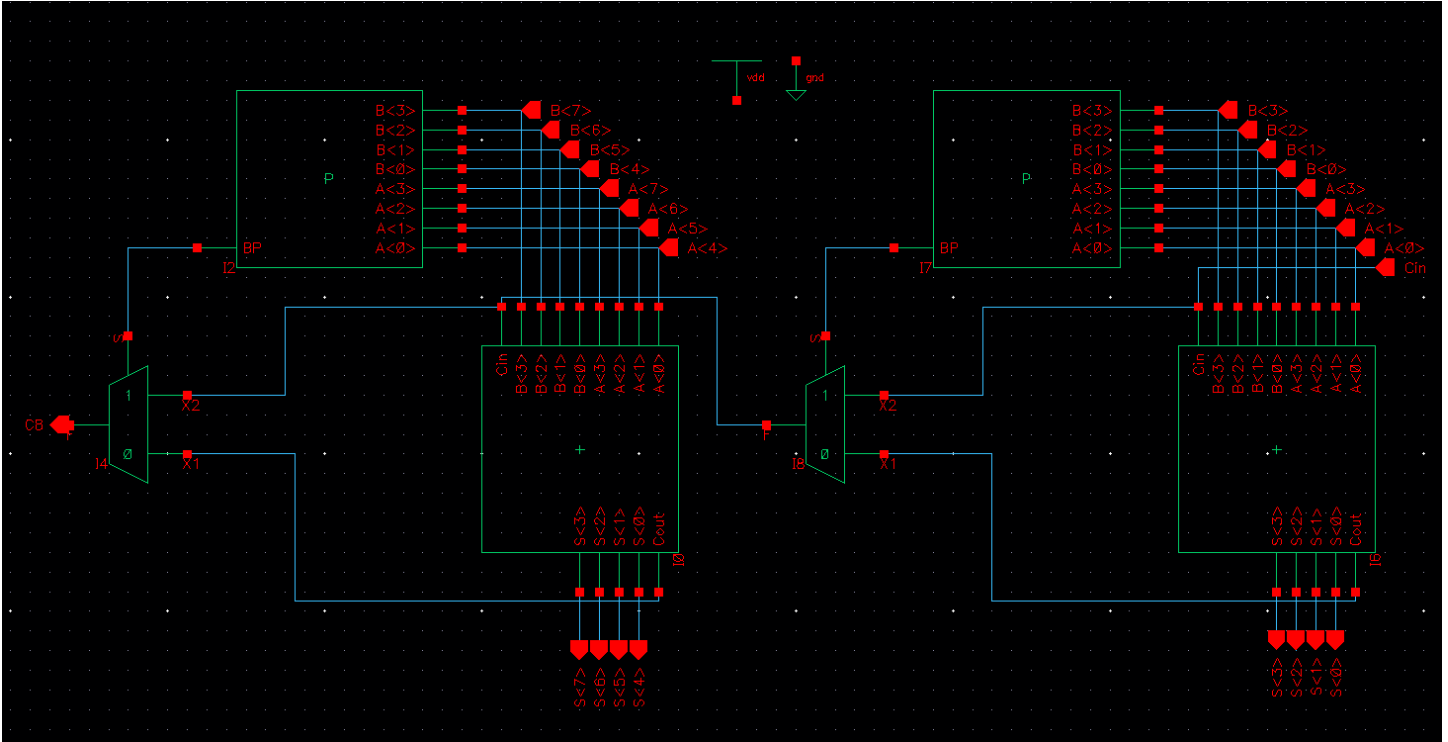 vdd
gnd
B<3>
B<2>
B<1>
B<0>
A<3>
A<2>
A<1>
A<0>
P
BP
I2
B<7>
B<6>
B<5>
B<4>
A<7>
A<6>
A<5>
A<4>
B<3>
B<2>
B<1>
B<0>
A<3>
A<2>
A<1>
A<0>
P
BP
I7
B<3>
B<2>
B<1>
B<0>
A<3>
A<2>
A<1>
A<0>
Cin
S
1
0
X2
X1
F
CB
I4
Cin
B<3>
B<2>
B<1>
B<0>
A<3>
A<2>
A<1>
A<0>
+
S<3>
S<2>
S<1>
S<0>
Cout
I0
S<7>
S<6>
S<5>
S<4>
S
1
0
X2
X1
F
I8
Cin
B<3>
B<2>
B<1>
B<0>
A<3>
A<2>
A<1>
A<0>
+
S<3>
S<2>
S<1>
S<0>
Cout
I6
S<3>
S<2>
S<1>
S<0>